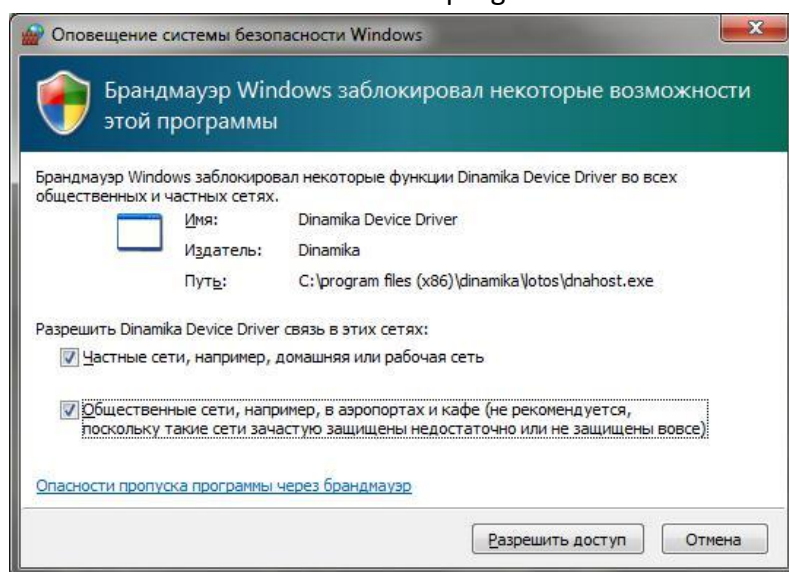 Оповещение системы безопасности Windows
Брандмауэр Windows заблокировал некоторые возможности
этой программы
Брандмауэр Windows заблокировал некоторые функции Dinamika Device Driver во всех
общественных и частных сетях.
Имя: Dinamika Device Driver
Издатель: Dinamika
Путь: C:\program files (x86)\dinamika\lotos\dnahost.exe
Разрешить Dinamika Device Driver связь в этих сетях:
Частные сети, например, домашняя или рабочая сеть
Общественные сети, например, в аэропортах и кафе (не рекомендуется,
поскольку такие сети зачастую защищены недостаточно или не защищены вовсе)
Опасности пропуска программы через брандмауэр
Разрешить доступ Отмена